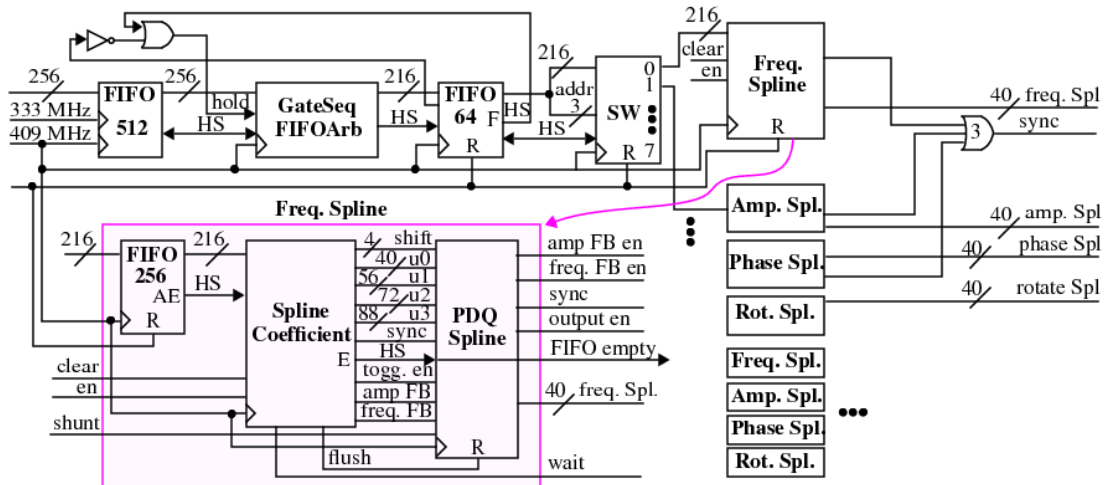 216
clear
en
Freq.
Spline
R
256
FIFO
512
333 MHz
409 MHz
256
hold
HS
GateSeq
FIFOArb
216
HS
FIFO
64
F
R
HS
HS
216
addr
3
SW
0
1
7
R
40 freq. Spl
sync
3
Amp. Spl.
40 amp. Spl
Phase Spl.
40 phase Spl
Rot. Spl.
40 rotate Spl
Freq. Spl.
Amp. Spl.
Phase Spl.
Rot. Spl.
Freq. Spline
216
FIFO
256
AE
R
216
HS
Spline
Coefficient
E
4 shift
40 u0
56 u1
72 u2
88 u3
sync
HS
togg. en
amp FB
freq. FB
PDQ
Spline
R
amp FB en
freq. FB en
sync
output en
FIFO empty
40 freq. Spl.
clear
en
shunt
flush
wait